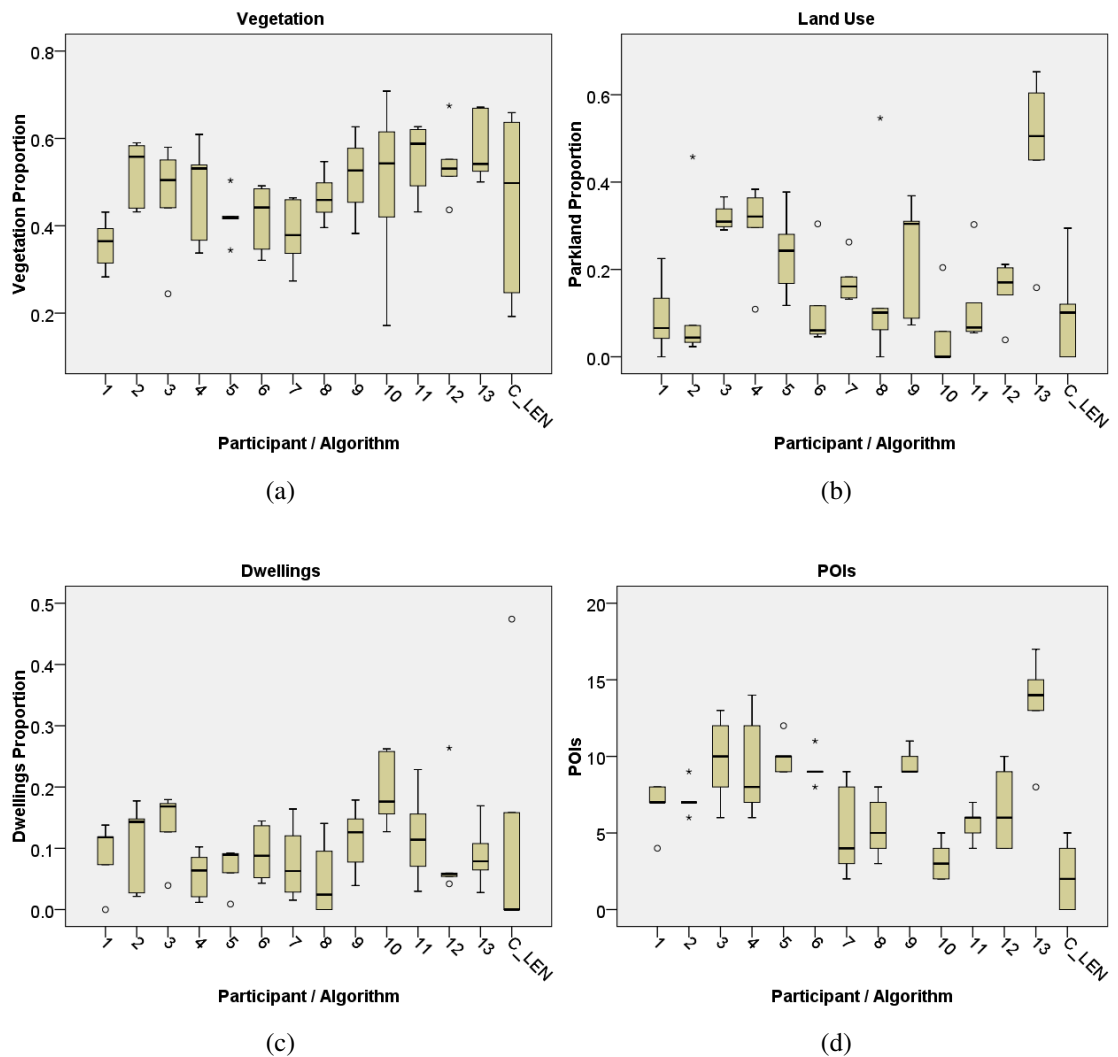 Vegetation
Vegetation Proportion
0.8
0.6
0.4
0.2
1 2 3 4 5 6 7 8 9 10 11 12 13 C_LEN
Participant / Algorithm
(a)
Land Use
Parkland Proportion
0.6
0.4
0.2
0.0
1 2 3 4 5 6 7 8 9 10 11 12 13 C_LEN
Participant / Algorithm
(b)
Dwellings
Dwellings Proportion
0.5
0.4
0.3
0.2
0.1
0.0
1 2 3 4 5 6 7 8 9 10 11 12 13 C_LEN
Participant / Algorithm
(c)
POIs
POIs
20
15
10
5
0
1 2 3 4 5 6 7 8 9 10 11 12 13 C_LEN
Participant / Algorithm
(d)